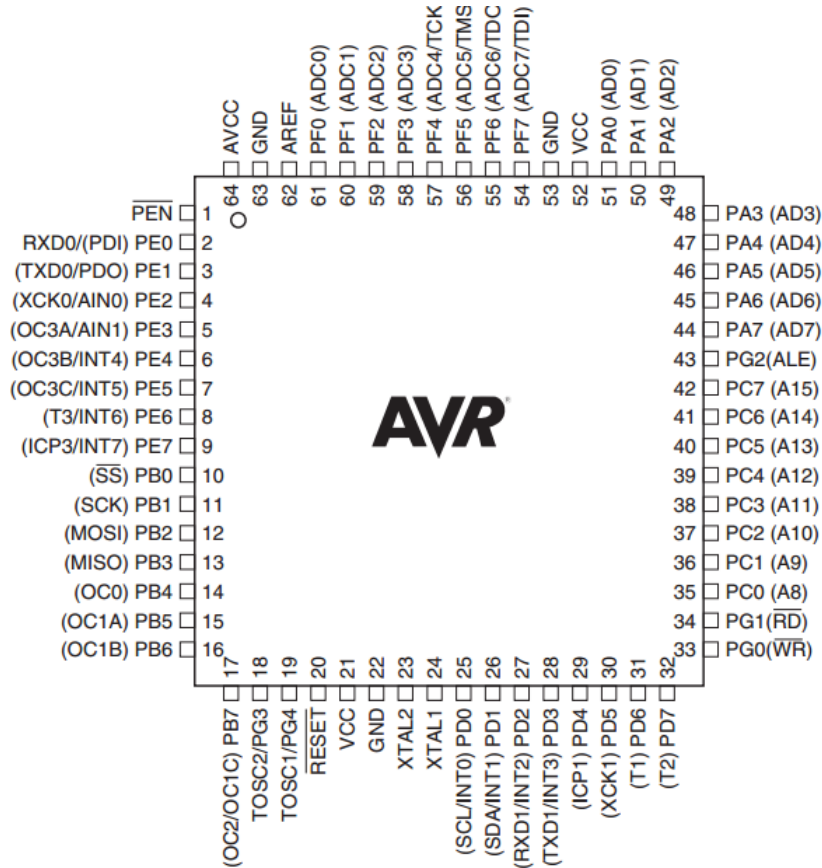 AVCC
GND
AREF
PF0 (ADC0)
PF1 (ADC1)
PF2 (ADC2)
PF3 (ADC3)
PF4 (ADC4/TCK
PF5 (ADC5/TMS
PF6 (ADC6/TDC
PF7 (ADC7/TDI)
GND
VCC
PA0 (AD0)
PA1 (AD1)
PA2 (AD2)
64 63 62 61 60 59 58 57 56 55 54 53 52 51 50 49
PEN 1
RXD0/(PDI) PE0 2
(TXD0/PDO) PE1 3
(XCK0/AIN0) PE2 4
(OC3A/AIN1) PE3 5
(OC3B/INT4) PE4 6
(OC3C/INT5) PE5 7
(T3/INT6) PE6 8
(ICP3/INT7) PE7 9
(SS) PB0 10
(SCK) PB1 11
(MOSI) PB2 12
(MISO) PB3 13
(OC0) PB4 14
(OC1A) PB5 15
(OC1B) PB6 16
AVR®
48 PA3 (AD3)
47 PA4 (AD4)
46 PA5 (AD5)
45 PA6 (AD6)
44 PA7 (AD7)
43 PG2(ALE)
42 PC7 (A15)
41 PC6 (A14)
40 PC5 (A13)
39 PC4 (A12)
38 PC3 (A11)
37 PC2 (A10)
36 PC1 (A9)
35 PC0 (A8)
34 PG1(RD)
33 PG0(WR)
17 18 19 20 21 22 23 24 25 26 27 28 29 30 31 32
(OC2/OC1C) PB7
TOSC2/PG3
TOSC1/PG4
RESET
VCC
GND
XTAL2
XTAL1
(SCL/INT0) PD0
(SDA/INT1) PD1
(RXD1/INT2) PD2
(TXD1/INT3) PD3
(ICP1) PD4
(XCK1) PD5
(T1) PD6
(T2) PD7